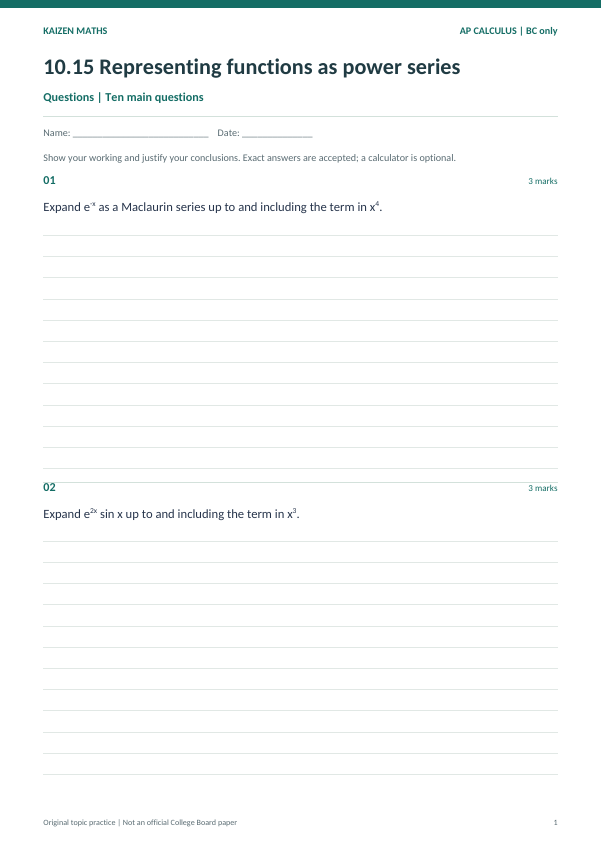 KAIZEN MATHS
AP CALCULUS | BC only
10.15 Representing functions as power series
Questions | Ten main questions
Name: ____________________________ Date: ______________
Show your working and justify your conclusions. Exact answers are accepted; a calculator is optional.
01
3 marks
Expand e⁻ˣ as a Maclaurin series up to and including the term in x⁴.
02
3 marks
Expand e²ˣ sin x up to and including the term in x³.
Original topic practice | Not an official College Board paper
1